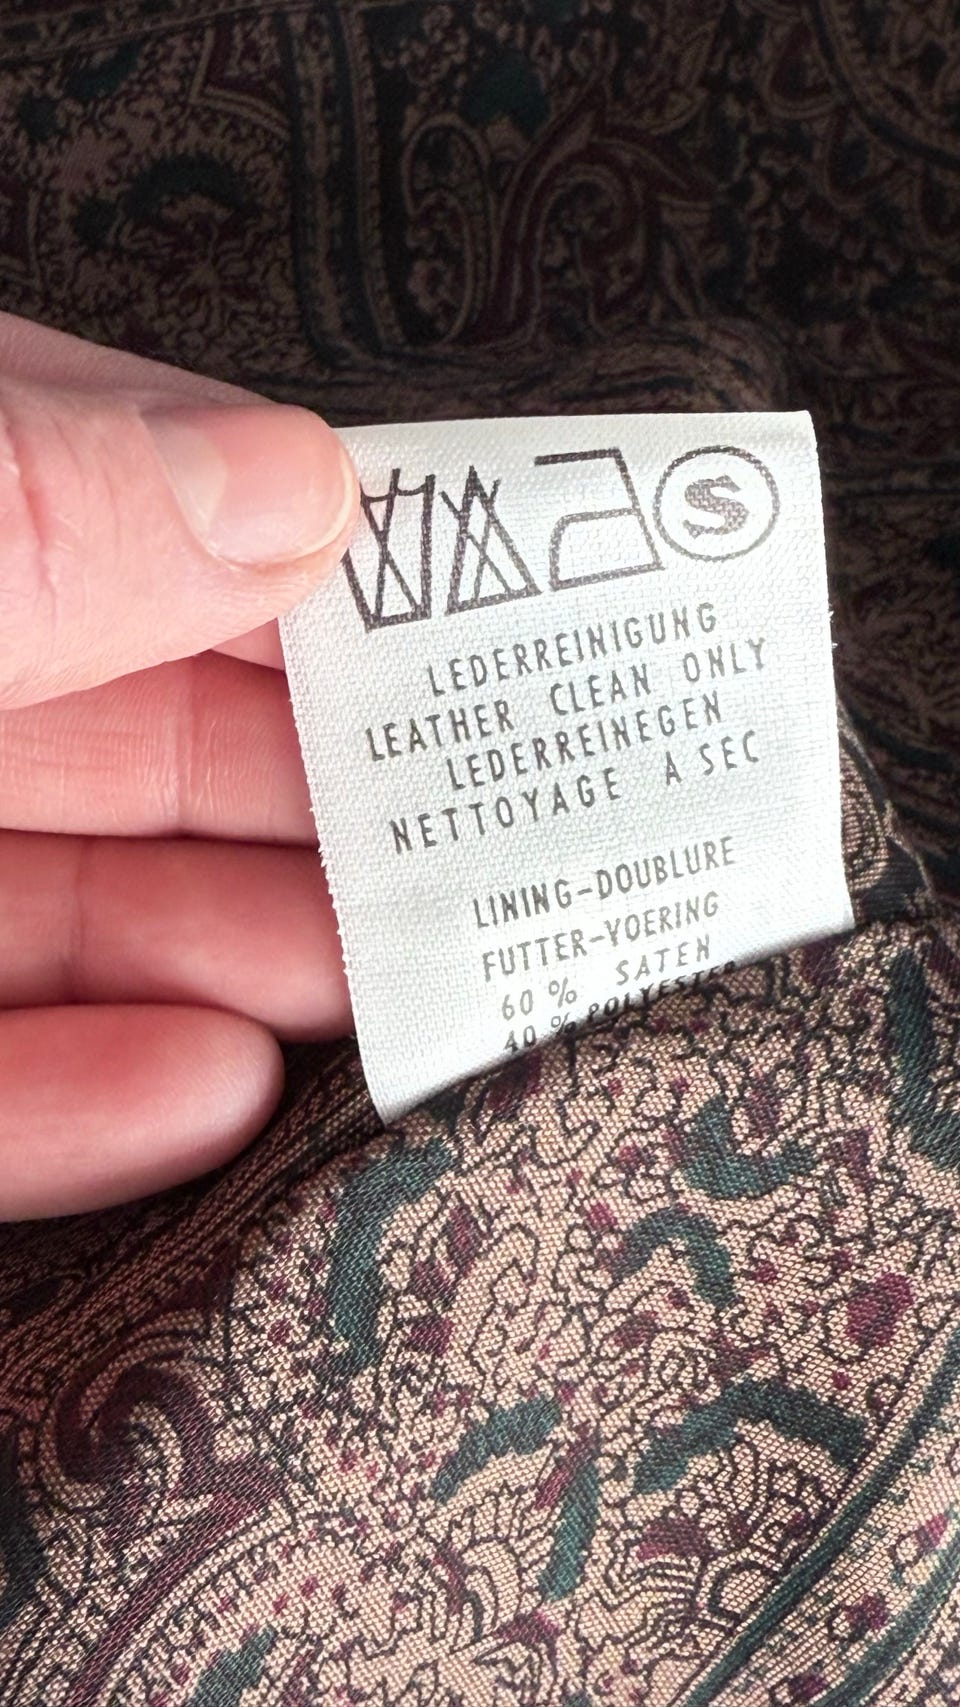 S
LEDERREINIGUNG
LEATHER CLEAN ONLY
LEDERREINEGEN
NETTOYAGE A SEC
LINING-DOUBLURE
FUTTER-VOERING
60 % SATEN
40 % POLYESTER